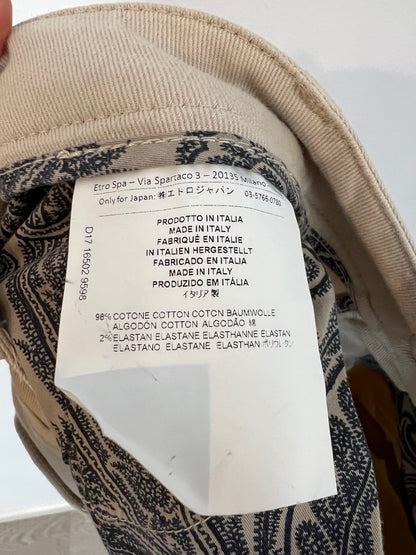 Etro Spa – Via Spartaco 3 – 20135 Milano
Only for Japan: ㈱エトロジャパン 03-5766-0780
PRODOTTO IN ITALIA
MADE IN ITALY
FABRIQUÉ EN ITALIE
IN ITALIEN HERGESTELLT
FABRICADO EN ITALIA
MADE IN ITALY
PRODUZIDO EM ITÁLIA
イタリア製
D17 16502 9598
98% COTONE COTTON COTON BAUMWOLLE
ALGODÓN COTTON ALGODÃO 綿
2% ELASTAN ELASTANE ELASTHANNE ELASTAN
ELASTANO ELASTANE ELASTHAN ポリウレタン